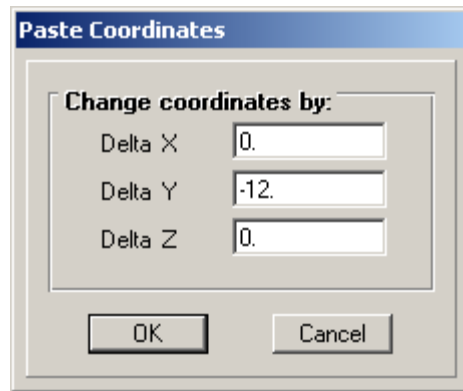 Paste Coordinates
Change coordinates by:
Delta X 0.
Delta Y -12.
Delta Z 0.
OK Cancel